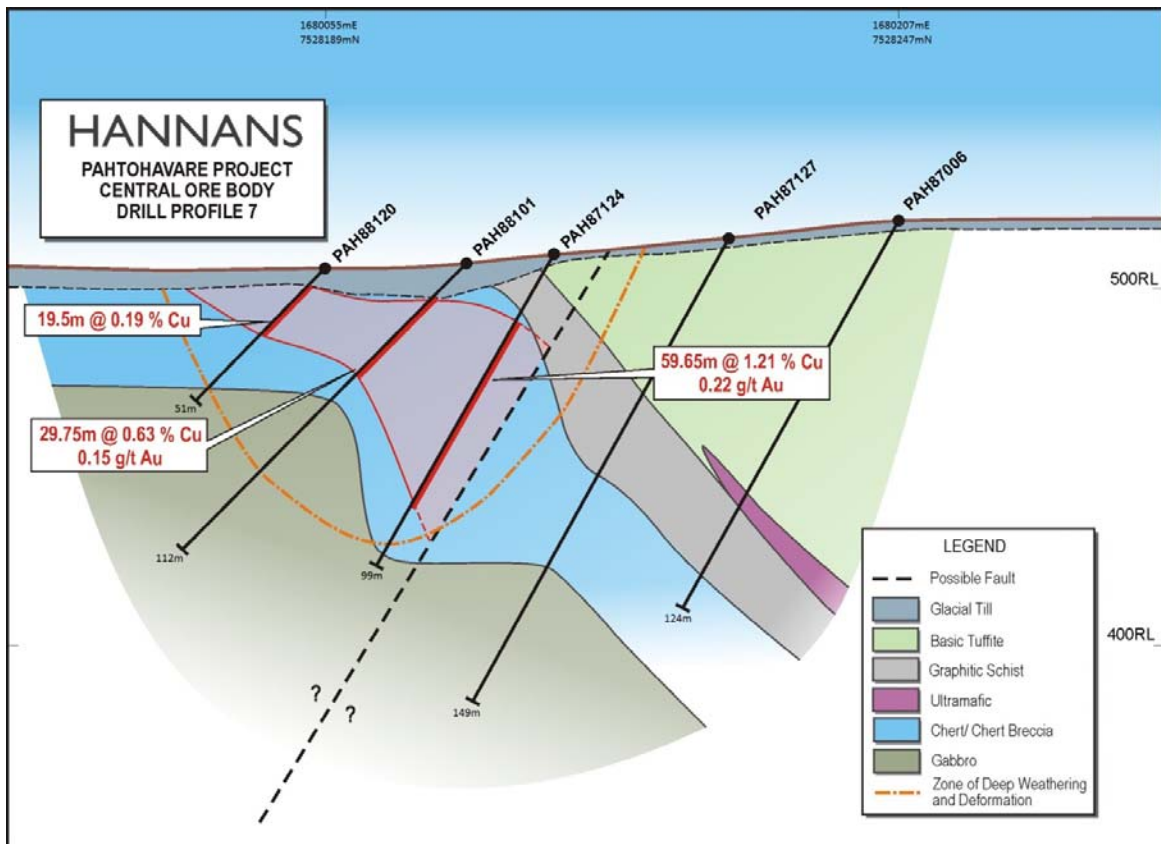 1680055mE
7528189mN
1680207mE
7528247mN
HANNANS
PAHTOHAVARE PROJECT
CENTRAL ORE BODY
DRILL PROFILE 7
PAH88120
PAH88101
PAH87124
PAH87127
PAH87006
500RL
19.5m @ 0.19 % Cu
59.65m @ 1.21 % Cu
0.22 g/t Au
51m
29.75m @ 0.63 % Cu
0.15 g/t Au
112m
99m
124m
149m
400RL
?
?
LEGEND
Possible Fault
Glacial Till
Basic Tuffite
Graphitic Schist
Ultramafic
Chert/ Chert Breccia
Gabbro
Zone of Deep Weathering
and Deformation